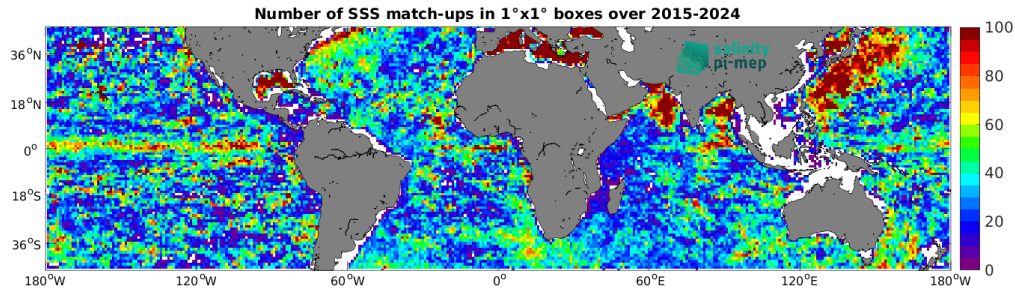 Number of SSS match-ups in 1°x1° boxes over 2015-2024
36°N
18°N
0°
18°S
36°S
180°W
120°W
60°W
0°
60°E
120°E
180°W
100
80
60
40
20
0
salinity
pi-mep